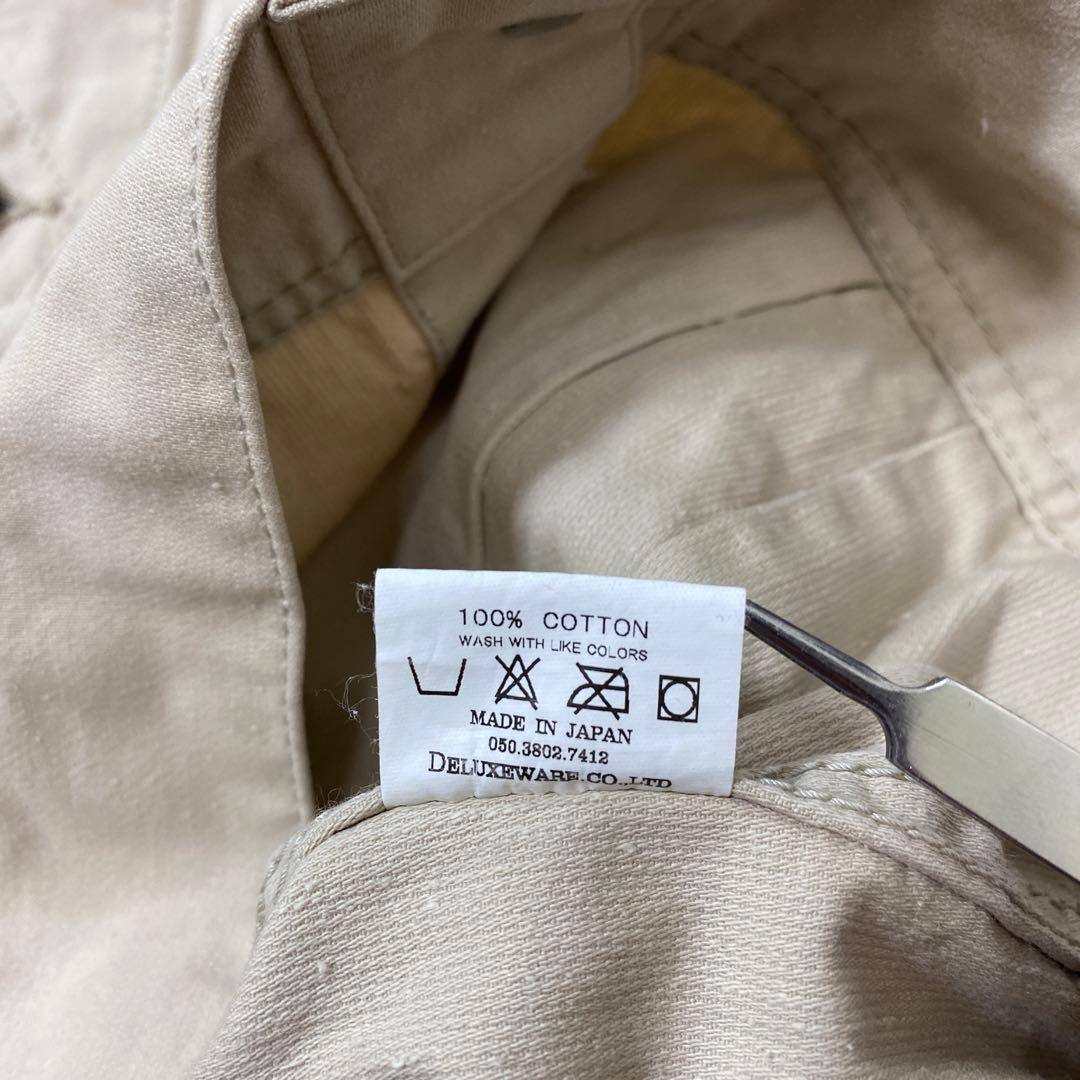 100% COTTON
WASH WITH LIKE COLORS
MADE IN JAPAN
050.3802.7412
DELUXEWARE.CO.,LTD